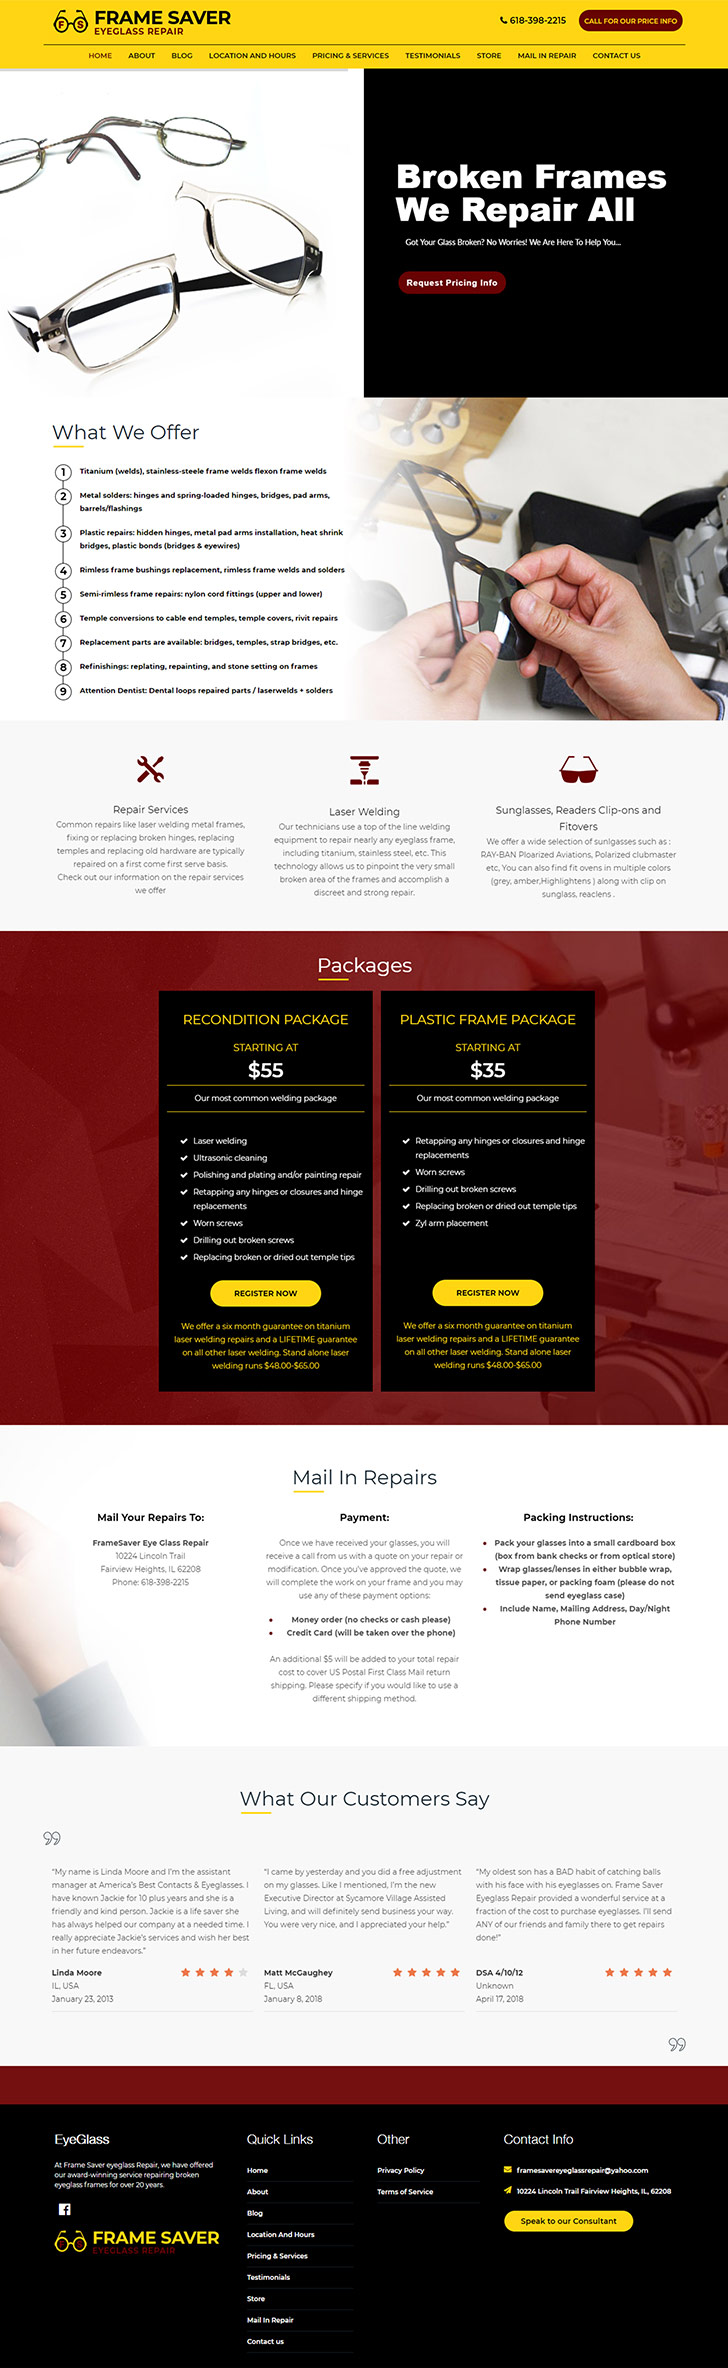 F S
FRAME SAVER
EYEGLASS REPAIR
618-398-2215
CALL FOR OUR PRICE INFO
HOME ABOUT BLOG LOCATION AND HOURS PRICING & SERVICES TESTIMONIALS STORE MAIL IN REPAIR CONTACT US
Broken Frames
We Repair All
Got Your Glass Broken? No Worries! We Are Here To Help You...
Request Pricing Info
What We Offer
1 Titanium (welds), stainless-steele frame welds flexon frame welds
2 Metal solders: hinges and spring-loaded hinges, bridges, pad arms,
barrels/flashings
3 Plastic repairs: hidden hinges, metal pad arms installation, heat shrink
bridges, plastic bonds (bridges & eyewires)
4 Rimless frame bushings replacement, rimless frame welds and solders
5 Semi-rimless frame repairs: nylon cord fittings (upper and lower)
6 Temple conversions to cable end temples, temple covers, rivit repairs
7 Replacement parts are available: bridges, temples, strap bridges, etc.
8 Refinishings: replating, repainting, and stone setting on frames
9 Attention Dentist: Dental loops repaired parts / laserwelds + solders
Repair Services
Common repairs like laser welding metal frames,
fixing or replacing broken hinges, replacing
temples and replacing old hardware are typically
repaired on a first come first serve basis.
Check out our information on the repair services
we offer
Laser Welding
Our technicians use a top of the line welding
equipment to repair nearly any eyeglass frame,
including titanium, stainless steel, etc. This
technology allows us to pinpoint the very small
broken area of the frames and accomplish a
discreet and strong repair.
Sunglasses, Readers Clip-ons and
Fitovers
We offer a wide selection of sunlgasses such as :
RAY-BAN Ploarized Aviations, Polarized clubmaster
etc, You can also find fit ovens in multiple colors
(grey, amber,Highlightens ) along with clip on
sunglass, reaclens .
Packages
RECONDITION PACKAGE
STARTING AT
$55
Our most common welding package
Laser welding
Ultrasonic cleaning
Polishing and plating and/or painting repair
Retapping any hinges or closures and hinge
replacements
Worn screws
Drilling out broken screws
Replacing broken or dried out temple tips
REGISTER NOW
We offer a six month guarantee on titanium
laser welding repairs and a LIFETIME guarantee
on all other laser welding. Stand alone laser
welding runs $48.00-$65.00
PLASTIC FRAME PACKAGE
STARTING AT
$35
Our most common welding package
Retapping any hinges or closures and hinge
replacements
Worn screws
Drilling out broken screws
Replacing broken or dried out temple tips
Zyl arm placement
REGISTER NOW
We offer a six month guarantee on titanium
laser welding repairs and a LIFETIME guarantee
on all other laser welding. Stand alone laser
welding runs $48.00-$65.00
Mail In Repairs
Mail Your Repairs To:
FrameSaver Eye Glass Repair
10224 Lincoln Trail
Fairview Heights, IL 62208
Phone: 618-398-2215
Payment:
Once we have received your glasses, you will
receive a call from us with a quote on your repair or
modification. Once you've approved the quote, we
will complete the work on your frame and you may
use any of these payment options:
• Money order (no checks or cash please)
• Credit Card (will be taken over the phone)
An additional $5 will be added to your total repair
cost to cover US Postal First Class Mail return
shipping. Please specify if you would like to use a
different shipping method.
Packing Instructions:
• Pack your glasses into a small cardboard box
(box from bank checks or from optical store)
• Wrap glasses/lenses in either bubble wrap,
tissue paper, or packing foam (please do not
send eyeglass case)
• Include Name, Mailing Address, Day/Night
Phone Number
What Our Customers Say
"My name is Linda Moore and I'm the assistant
manager at America's Best Contacts & Eyeglasses. I
have known Jackie for 10 plus years and she is a
friendly and kind person. Jackie is a life saver she
has always helped our company at a needed time. I
really appreciate Jackie's services and wish her best
in her future endeavors."
Linda Moore
IL, USA
January 23, 2013
"I came by yesterday and you did a free adjustment
on my glasses. Like I mentioned, I'm the new
Executive Director at Sycamore Village Assisted
Living, and will definitely send business your way.
You were very nice, and I appreciated your help."
Matt McGaughey
FL, USA
January 8, 2018
"My oldest son has a BAD habit of catching balls
with his face with his eyeglasses on. Frame Saver
Eyeglass Repair provided a wonderful service at a
fraction of the cost to purchase eyeglasses. I'll send
ANY of our friends and family there to get repairs
done!"
DSA 4/10/12
Unknown
April 17, 2018
EyeGlass
At Frame Saver eyeglass Repair, we have offered
our award-winning service repairing broken
eyeglass frames for over 20 years.
FRAME SAVER
EYEGLASS REPAIR
Quick Links
Home
About
Blog
Location And Hours
Pricing & Services
Testimonials
Store
Mail In Repair
Contact us
Other
Privacy Policy
Terms of Service
Contact Info
framesavereyeglassrepair@yahoo.com
10224 Lincoln Trail Fairview Heights, IL, 62208
Speak to our Consultant